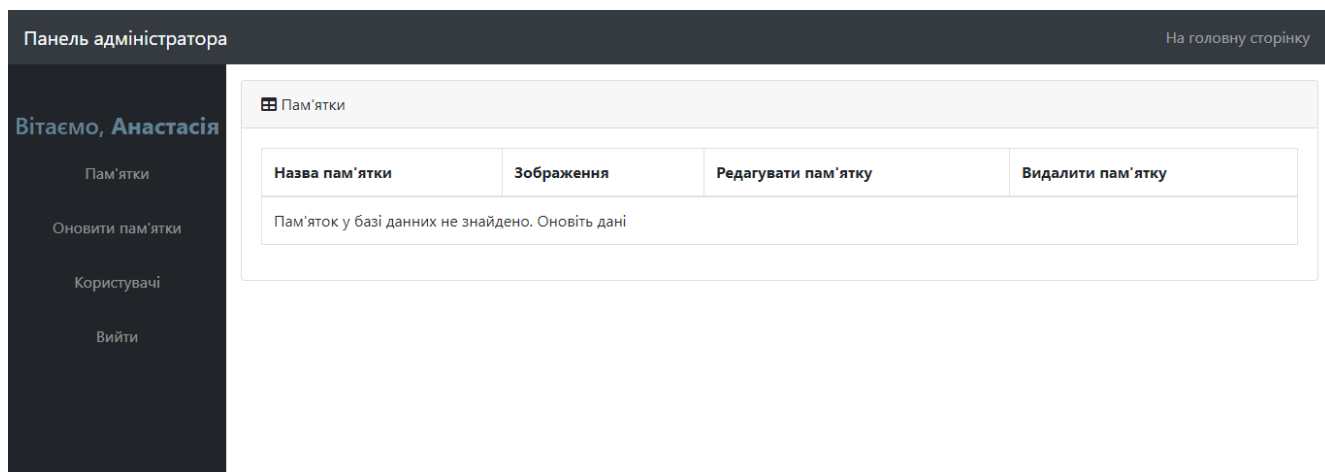 Панель адміністратора
На головну сторінку
Вітаємо, Анастасія
Пам'ятки
Оновити пам'ятки
Користувачі
Вийти
Пам'ятки
Назва пам'ятки Зображення Редагувати пам'ятку Видалити пам'ятку
Пам'яток у базі данних не знайдено. Оновіть дані